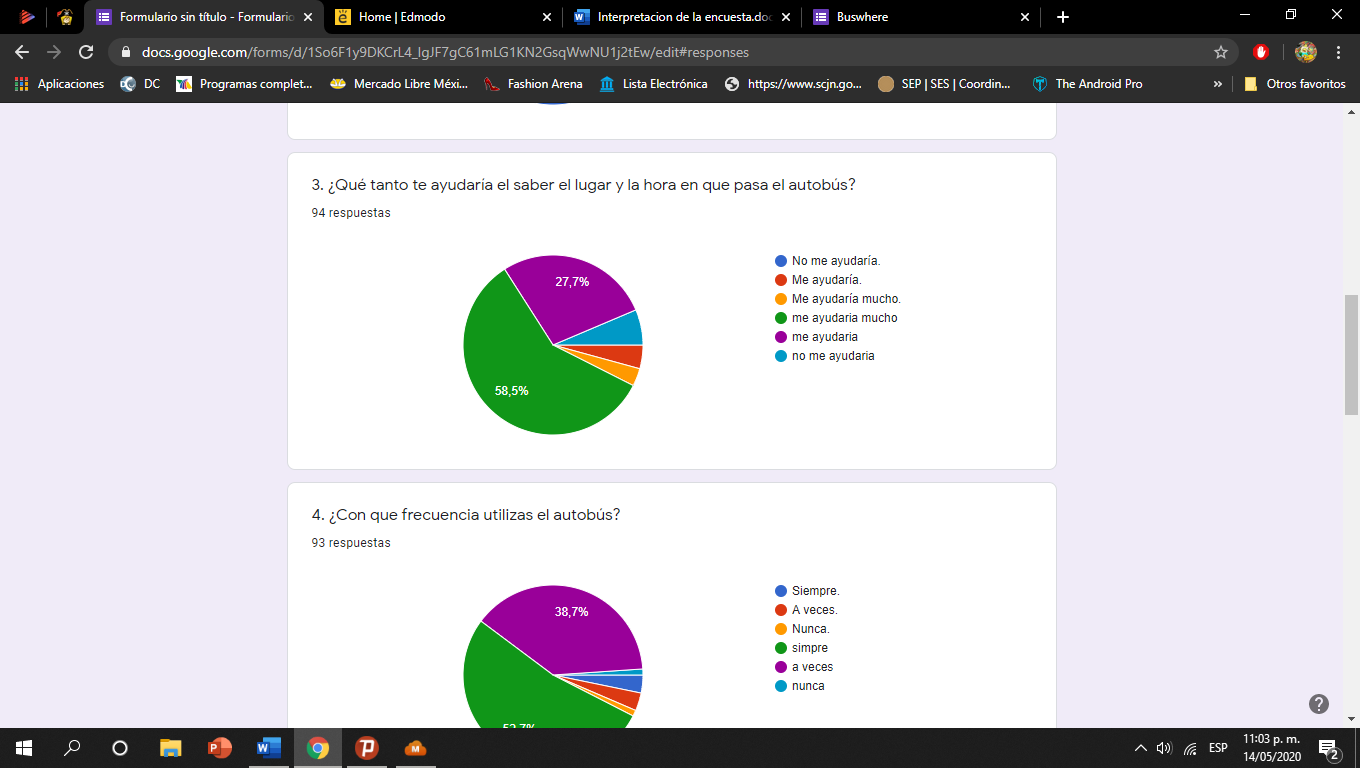 Formulario sin título - Formulario
Home | Edmodo
Interpretacion de la encuesta.doc
Buswhere
docs.google.com/forms/d/1So6F1y9DKCrL4_IgJF7gC61mLG1KN2GsqWwNU1j2tEw/edit#responses
Aplicaciones
DC
Programas complet...
Mercado Libre Méxi...
Fashion Arena
Lista Electrónica
https://www.scjn.go...
SEP | SES | Coordin...
The Android Pro
»
Otros favoritos
3. ¿Qué tanto te ayudaría el saber el lugar y la hora en que pasa el autobús?
94 respuestas
27,7%
58,5%
No me ayudaría.
Me ayudaría.
Me ayudaría mucho.
me ayudaria mucho
me ayudaria
no me ayudaria
4. ¿Con que frecuencia utilizas el autobús?
93 respuestas
38,7%
52,7%
Siempre.
A veces.
Nunca.
simpre
a veces
nunca
ESP
11:03 p. m.
14/05/2020
2